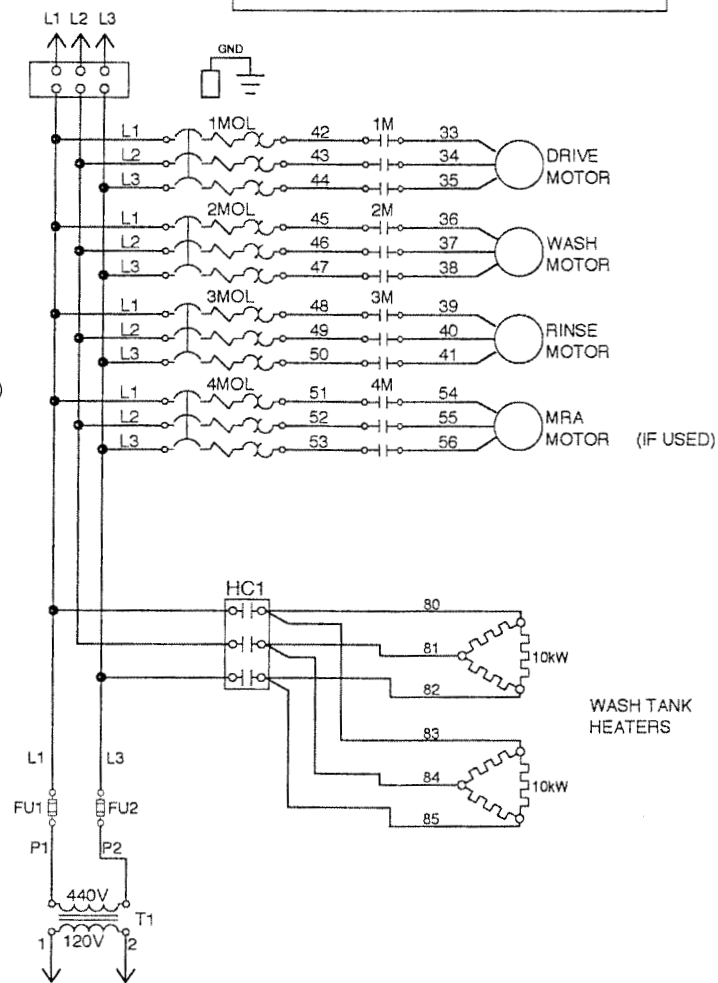 L1 L2 L3
GND
L1 1MOL 42 1M 33
L2 43 34
L3 44 35
DRIVE
MOTOR
L1 2MOL 45 2M 36
L2 46 37
L3 47 38
WASH
MOTOR
L1 3MOL 48 3M 39
L2 49 40
L3 50 41
RINSE
MOTOR
L1 4MOL 51 4M 54
L2 52 55
L3 53 56
MRA
MOTOR (IF USED)
)
HC1
80
81
82
10kW
WASH TANK
HEATERS
83
84
85
10kW
L1 L3
FU1 FU2
P1 P2
440V
T1
1 120V 2